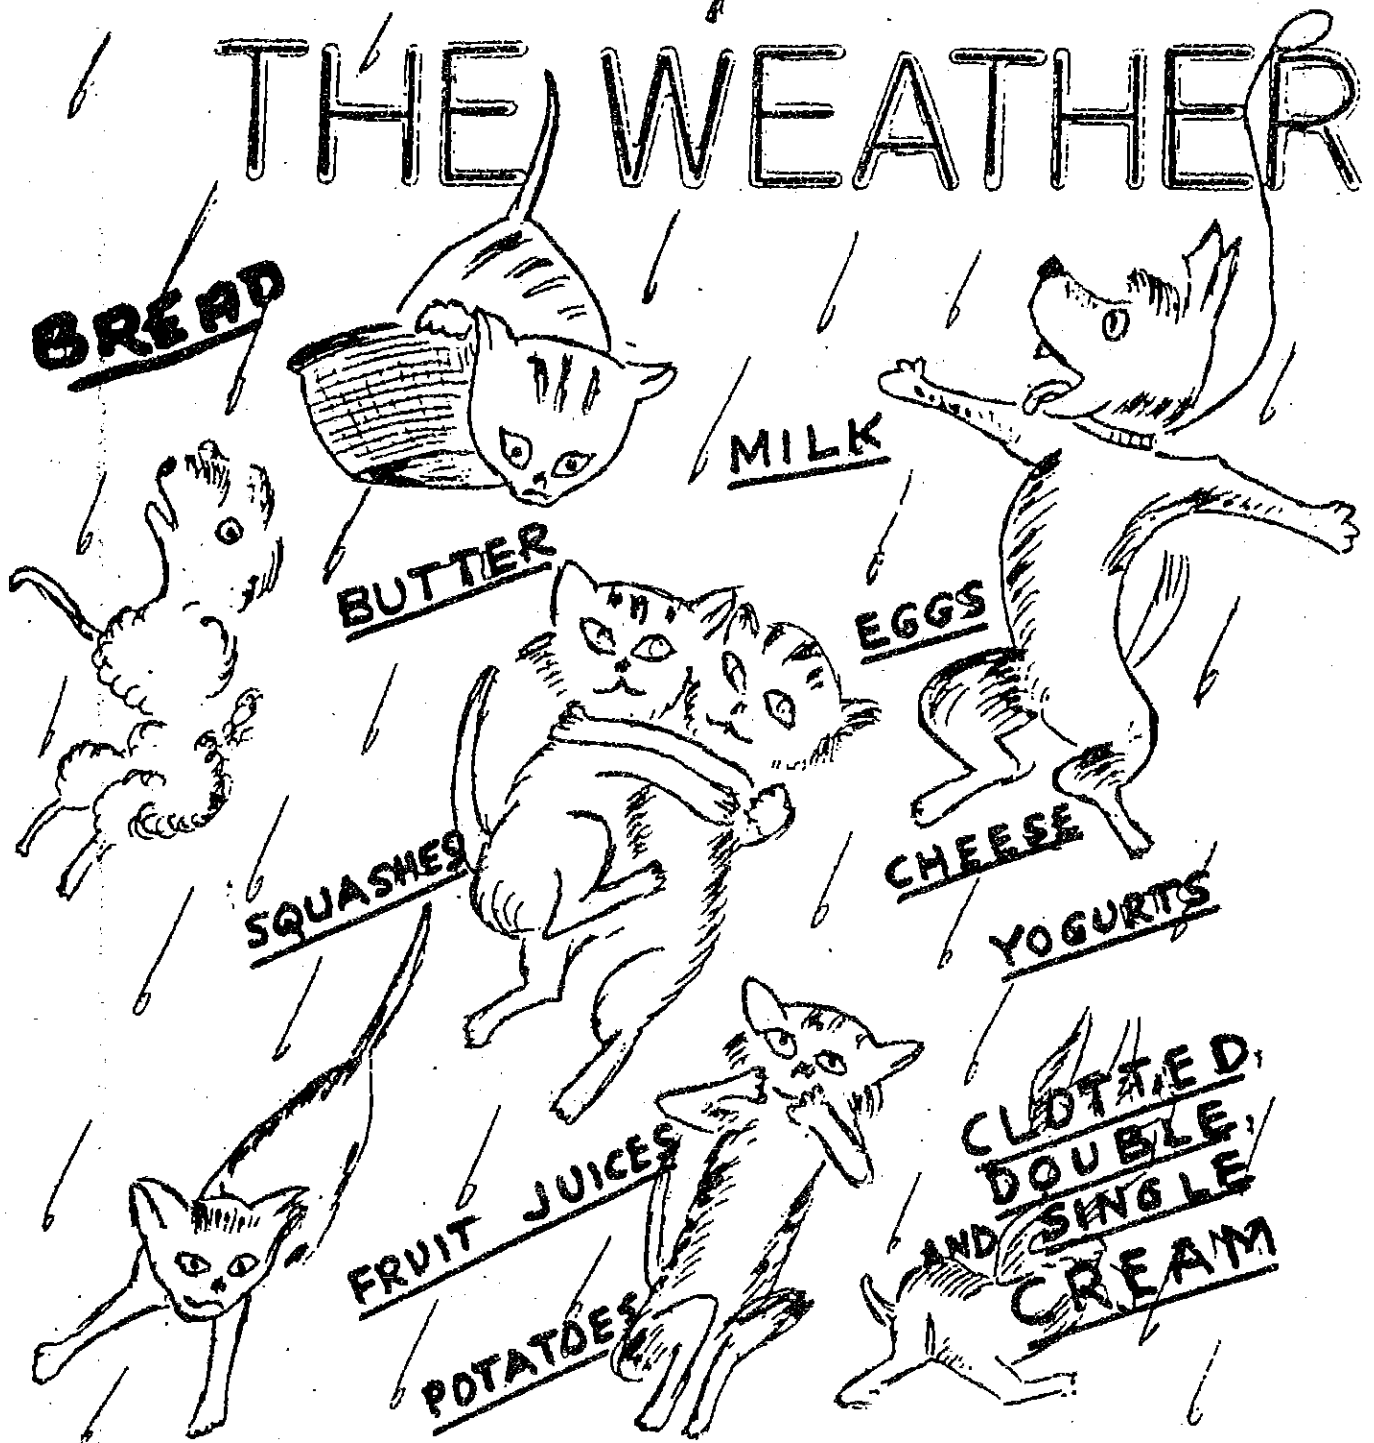 THE WEATHER
BREAD
MILK
BUTTER
EGGS
SQUASHES
CHEESE
YOGURTS
CLOTTED,
DOUBLE,
AND SINGLE
CREAM
FRUIT JUICES
POTATOES